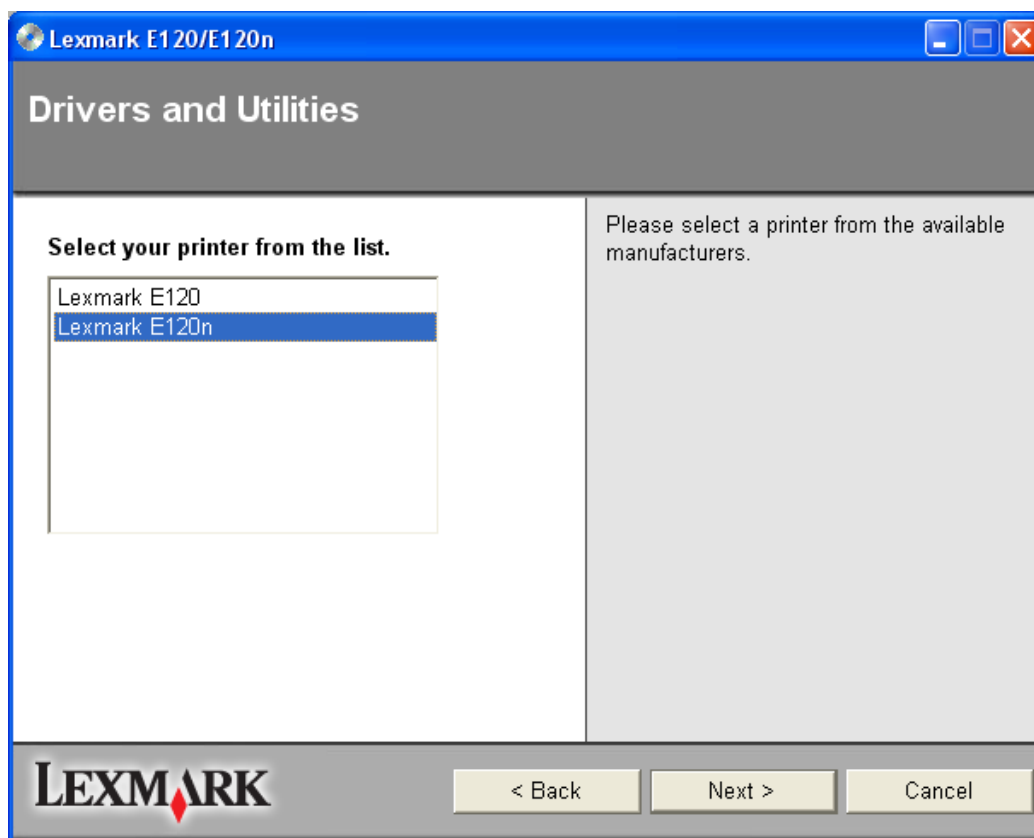 Lexmark E120/E120n
Drivers and Utilities
Select your printer from the list.
Lexmark E120
Lexmark E120n
Please select a printer from the available
manufacturers.
LEXMARK
< Back
Next >
Cancel